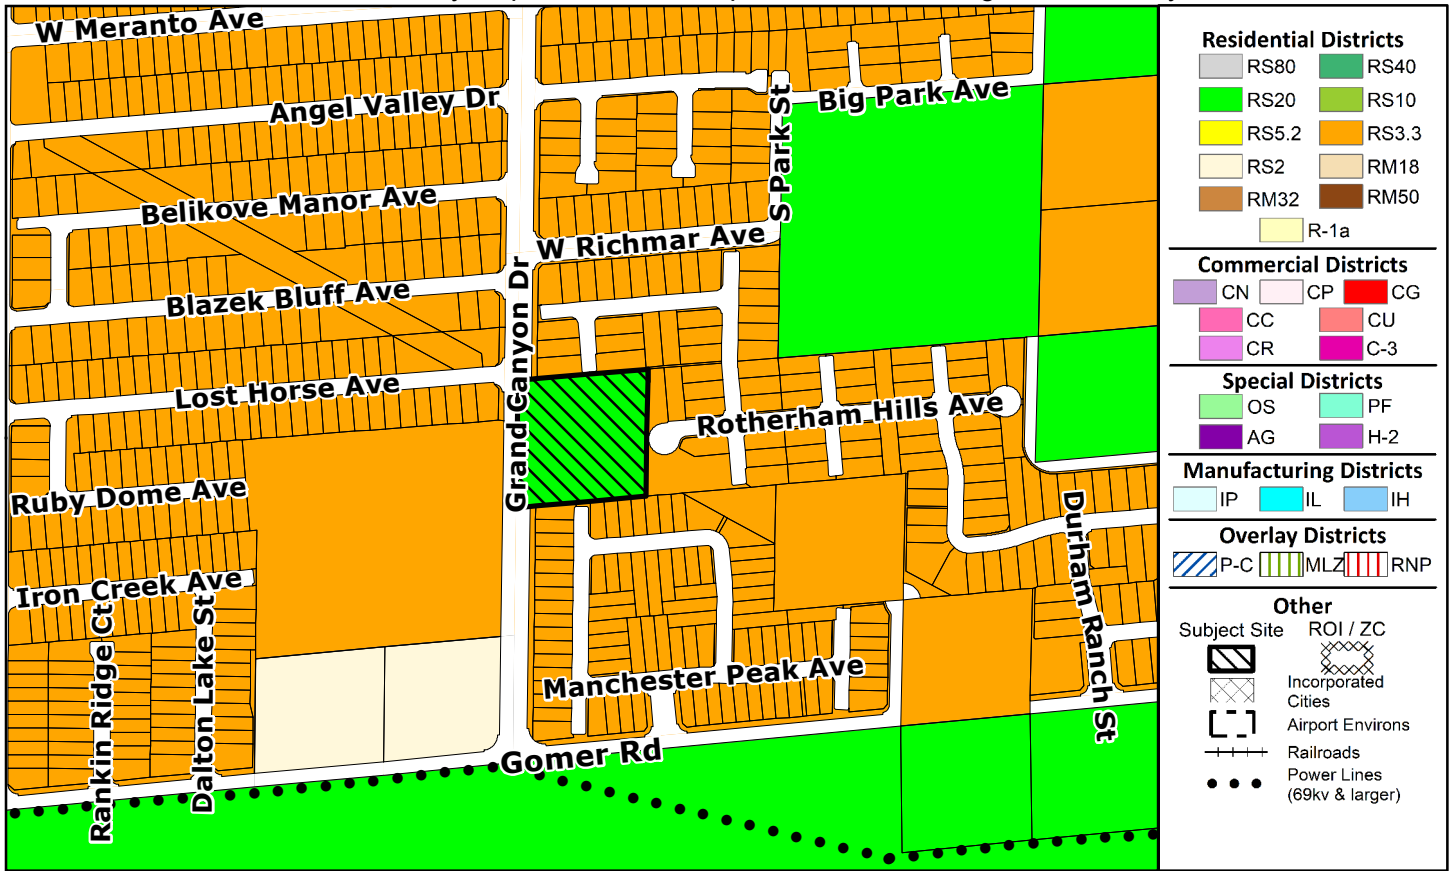 W Meranto Ave
Angel Valley Dr
Big Park Ave
S Park St
Belikove Manor Ave
W Richmar Ave
Blazek Bluff Ave
Grand Canyon Dr
Lost Horse Ave
Rotherham Hills Ave
Ruby Dome Ave
Iron Creek Ave
Rankin Ridge Ct
Dalton Lake St
Durham Ranch St
Manchester Peak Ave
Gomer Rd
Residential Districts
RS80 RS40
RS20 RS10
RS5.2 RS3.3
RS2 RM18
RM32 RM50
R-1a
Commercial Districts
CN CP CG
CC CU
CR C-3
Special Districts
OS PF
AG H-2
Manufacturing Districts
IP IL IH
Overlay Districts
P-C MLZ RNP
Other
Subject Site ROI / ZC
Incorporated
Cities
Airport Environs
Railroads
Power Lines
(69kv & larger)